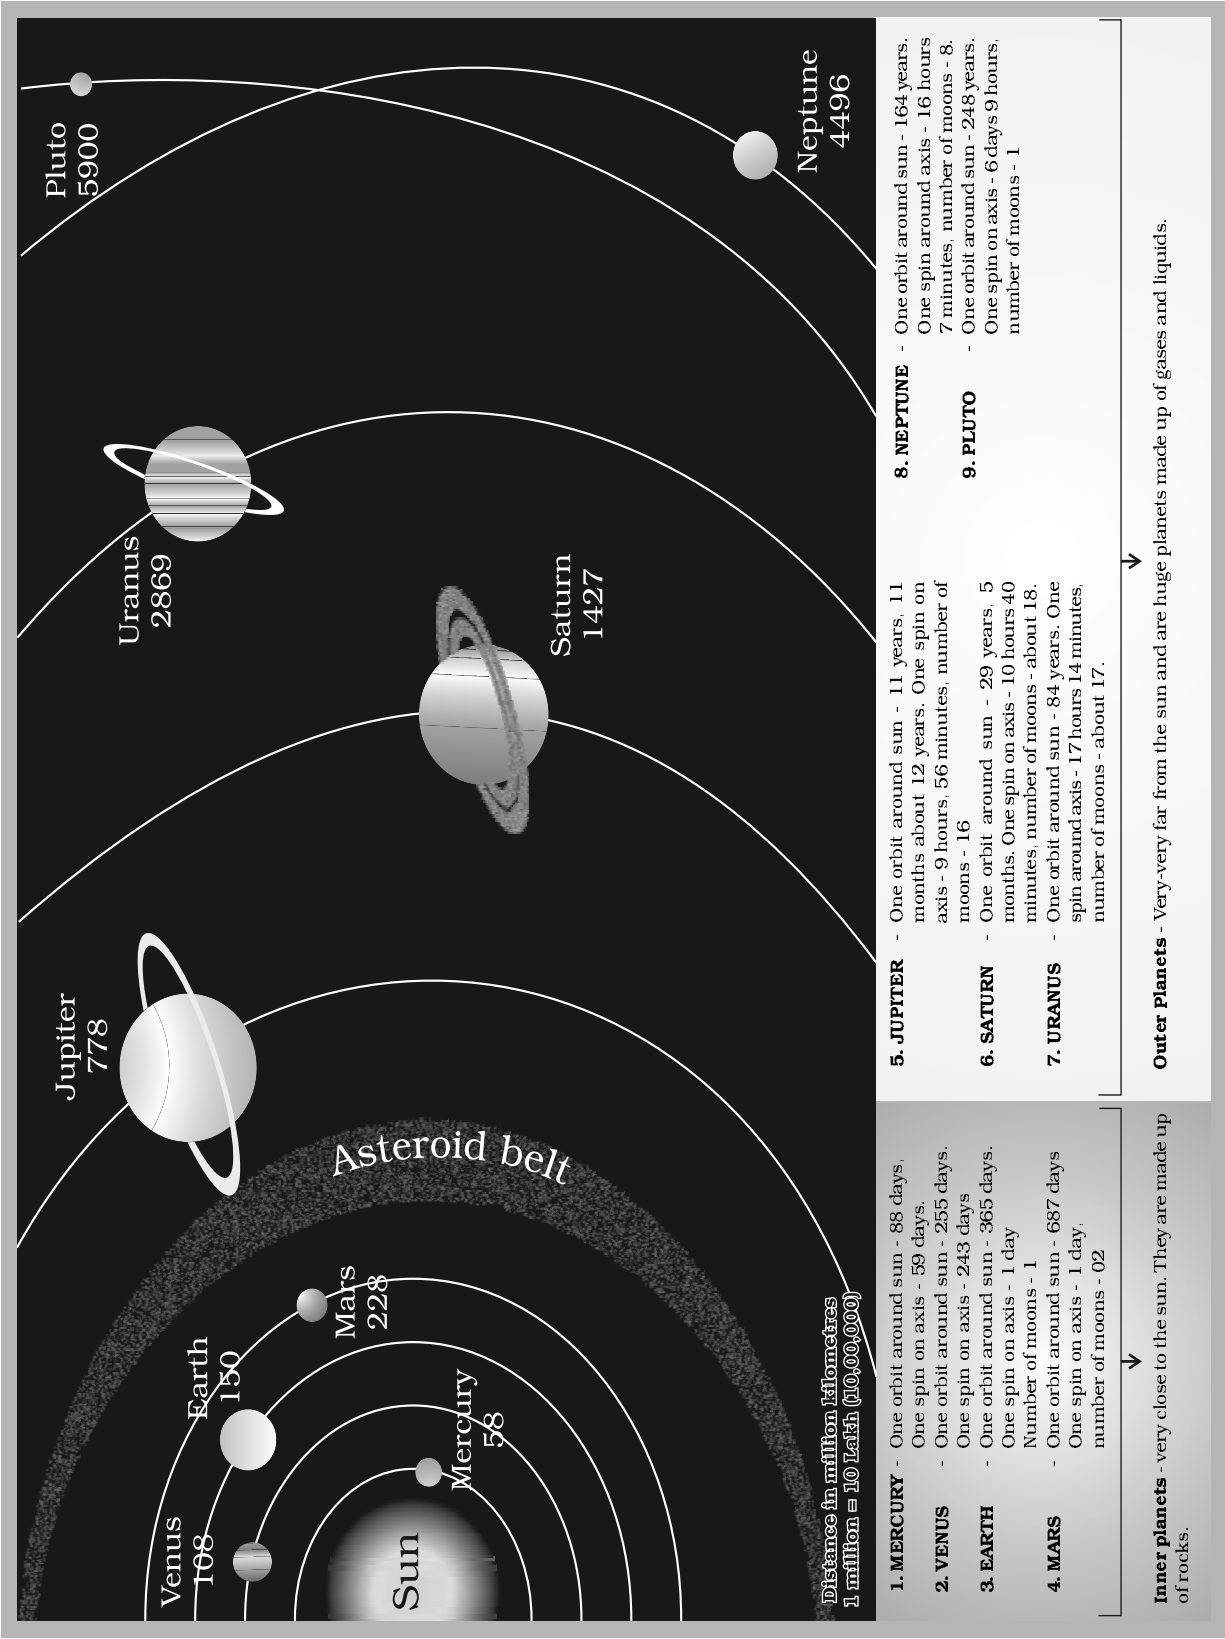 Sun
Mercury
58
Venus
108
Earth
150
Mars
228
Asteroid belt
Jupiter
778
Saturn
1427
Uranus
2869
Neptune
4496
Pluto
5900
Distance in million kilometres
1 million = 10 Lakh (10,00,000)
1. MERCURY - One orbit around sun - 88 days,
One spin on axis - 59 days.
2. VENUS - One orbit around sun - 255 days.
One spin on axis - 243 days
3. EARTH - One orbit around sun - 365 days.
One spin on axis - 1 day
Number of moons - 1
4. MARS - One orbit around sun - 687 days
One spin on axis - 1 day,
number of moons - 02
Inner planets - very close to the sun. They are made up
of rocks.
5. JUPITER - One orbit around sun - 11 years, 11
months about 12 years. One spin on
axis - 9 hours, 56 minutes, number of
moons - 16
6. SATURN - One orbit around sun - 29 years, 5
months. One spin on axis - 10 hours 40
minutes, number of moons - about 18.
7. URANUS - One orbit around sun - 84 years. One
spin around axis - 17 hours 14 minutes,
number of moons - about 17.
8. NEPTUNE - One orbit around sun - 164 years.
One spin around axis - 16 hours
7 minutes, number of moons - 8.
9. PLUTO - One orbit around sun - 248 years.
One spin on axis - 6 days 9 hours,
number of moons - 1
Outer Planets - Very-very far from the sun and are huge planets made up of gases and liquids.